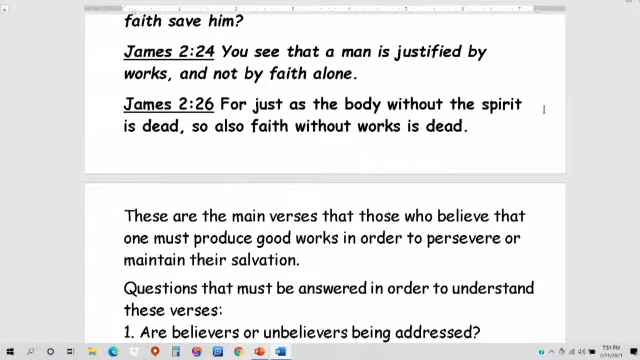 faith save him?
James 2:24 You see that a man is justified by
works, and not by faith alone.
James 2:26 For just as the body without the spirit
is dead, so also faith without works is dead.
These are the main verses that those who believe that
one must produce good works in order to persevere or
maintain their salvation.
Questions that must be answered in order to understand
these verses:
1. Are believers or unbelievers being addressed?
7:51 PM